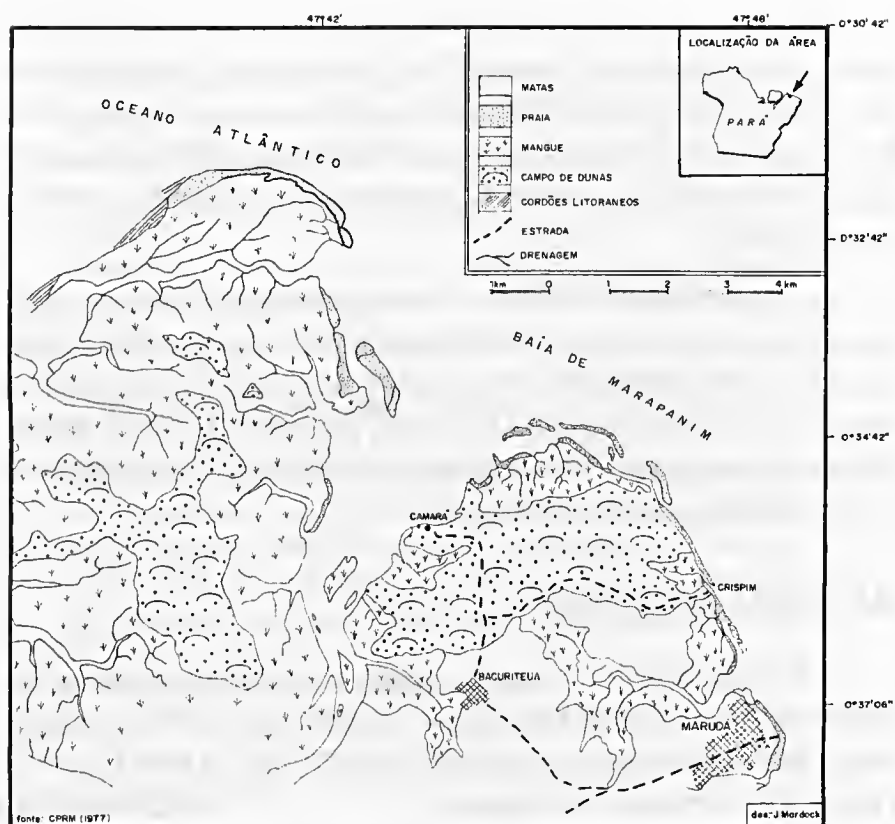 47°42'
47°48'
0°30'42"
OCEANO ATLÂNTICO
LOCALIZAÇÃO DA ÁREA
PARÁ
MATAS
PRAIA
MANGUE
CAMPO DE DUNAS
CORDÕES LITORANEOS
ESTRADA
DRENAGEM
0°32'42"
1km 0 1 2 3 4 km
BAÍA DE MARAPANIM
0°34'42"
CAMARÁ
CRISPIM
BACURITEUA
0°37'06"
MARUDÁ
fonte: CPRM (1977)
des: J. Mardock